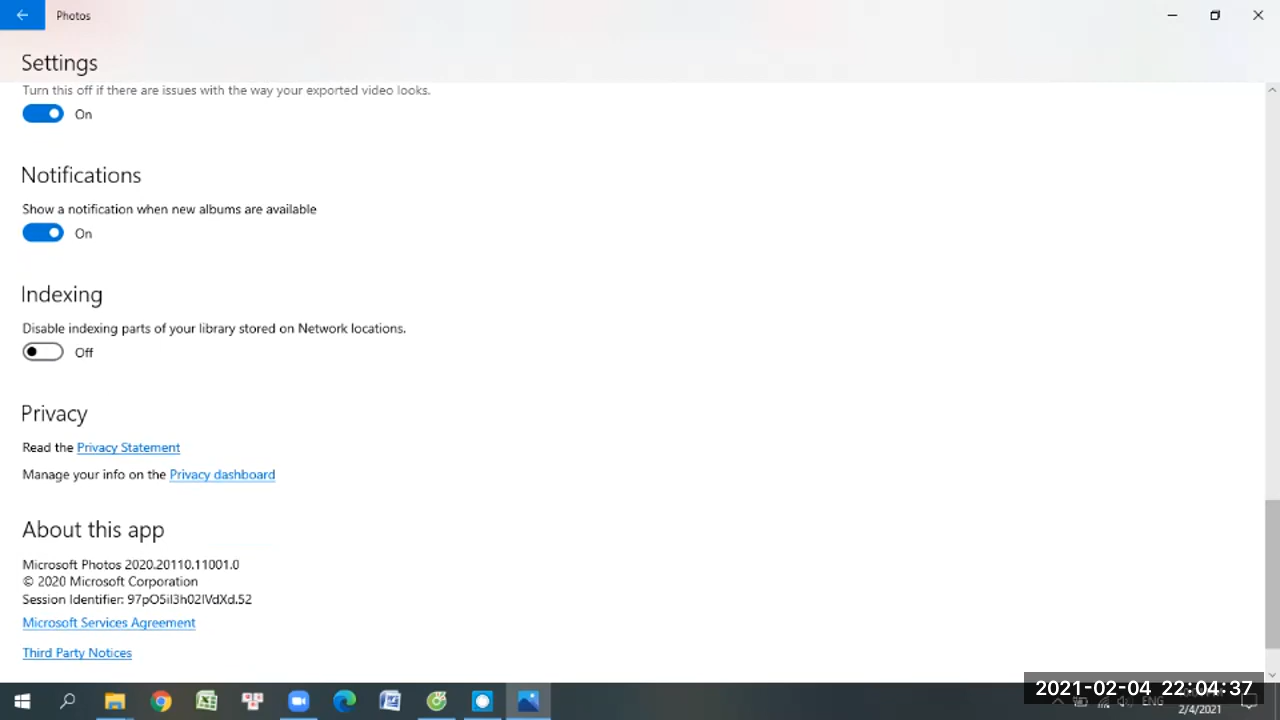 Photos
Settings
Turn this off if there are issues with the way your exported video looks.
On
Notifications
Show a notification when new albums are available
On
Indexing
Disable indexing parts of your library stored on Network locations.
Off
Privacy
Read the Privacy Statement
Manage your info on the Privacy dashboard
About this app
Microsoft Photos 2020.20110.11001.0
© 2020 Microsoft Corporation
Microsoft Services Agreement
Third Party Notices
2021-02-04 22:04:37
ENG
2/4/2021